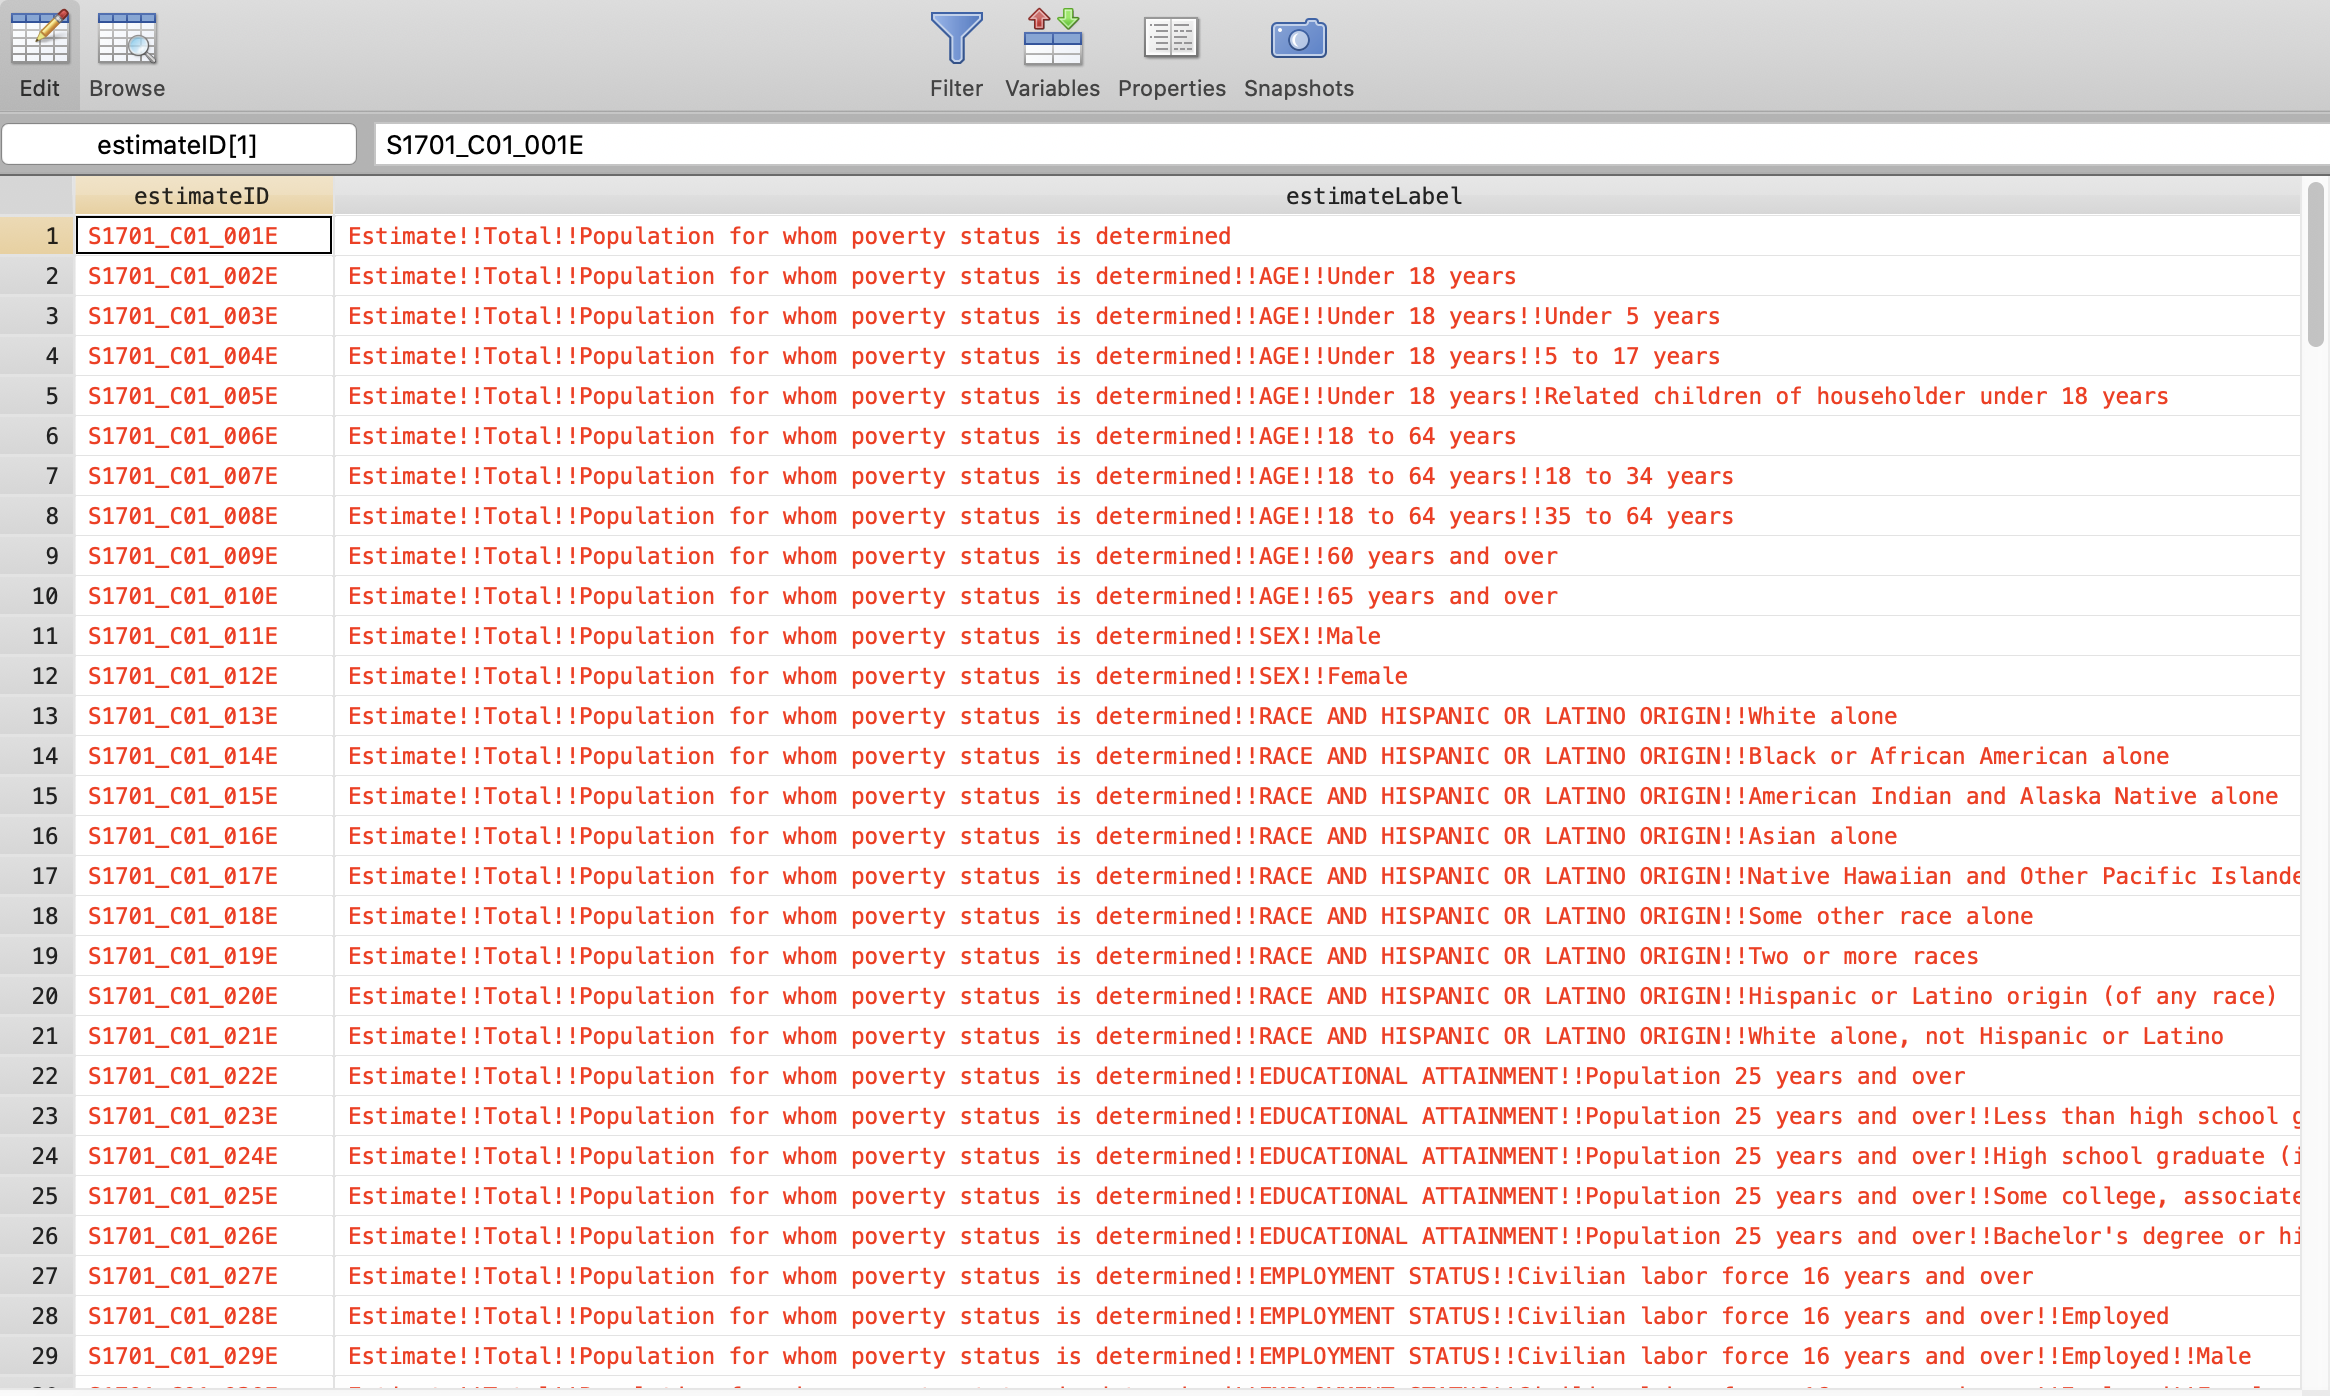 Edit Browse Filter Variables Properties Snapshots
estimateID[1] S1701_C01_001E
estimateID estimateLabel
1 S1701_C01_001E Estimate!!Total!!Population for whom poverty status is determined
2 S1701_C01_002E Estimate!!Total!!Population for whom poverty status is determined!!AGE!!Under 18 years
3 S1701_C01_003E Estimate!!Total!!Population for whom poverty status is determined!!AGE!!Under 18 years!!Under 5 years
4 S1701_C01_004E Estimate!!Total!!Population for whom poverty status is determined!!AGE!!Under 18 years!!5 to 17 years
5 S1701_C01_005E Estimate!!Total!!Population for whom poverty status is determined!!AGE!!Under 18 years!!Related children of householder under 18 years
6 S1701_C01_006E Estimate!!Total!!Population for whom poverty status is determined!!AGE!!18 to 64 years
7 S1701_C01_007E Estimate!!Total!!Population for whom poverty status is determined!!AGE!!18 to 64 years!!18 to 34 years
8 S1701_C01_008E Estimate!!Total!!Population for whom poverty status is determined!!AGE!!18 to 64 years!!35 to 64 years
9 S1701_C01_009E Estimate!!Total!!Population for whom poverty status is determined!!AGE!!60 years and over
10 S1701_C01_010E Estimate!!Total!!Population for whom poverty status is determined!!AGE!!65 years and over
11 S1701_C01_011E Estimate!!Total!!Population for whom poverty status is determined!!SEX!!Male
12 S1701_C01_012E Estimate!!Total!!Population for whom poverty status is determined!!SEX!!Female
13 S1701_C01_013E Estimate!!Total!!Population for whom poverty status is determined!!RACE AND HISPANIC OR LATINO ORIGIN!!White alone
14 S1701_C01_014E Estimate!!Total!!Population for whom poverty status is determined!!RACE AND HISPANIC OR LATINO ORIGIN!!Black or African American alone
15 S1701_C01_015E Estimate!!Total!!Population for whom poverty status is determined!!RACE AND HISPANIC OR LATINO ORIGIN!!American Indian and Alaska Native alone
16 S1701_C01_016E Estimate!!Total!!Population for whom poverty status is determined!!RACE AND HISPANIC OR LATINO ORIGIN!!Asian alone
17 S1701_C01_017E Estimate!!Total!!Population for whom poverty status is determined!!RACE AND HISPANIC OR LATINO ORIGIN!!Native Hawaiian and Other Pacific Islande
18 S1701_C01_018E Estimate!!Total!!Population for whom poverty status is determined!!RACE AND HISPANIC OR LATINO ORIGIN!!Some other race alone
19 S1701_C01_019E Estimate!!Total!!Population for whom poverty status is determined!!RACE AND HISPANIC OR LATINO ORIGIN!!Two or more races
20 S1701_C01_020E Estimate!!Total!!Population for whom poverty status is determined!!RACE AND HISPANIC OR LATINO ORIGIN!!Hispanic or Latino origin (of any race)
21 S1701_C01_021E Estimate!!Total!!Population for whom poverty status is determined!!RACE AND HISPANIC OR LATINO ORIGIN!!White alone, not Hispanic or Latino
22 S1701_C01_022E Estimate!!Total!!Population for whom poverty status is determined!!EDUCATIONAL ATTAINMENT!!Population 25 years and over
23 S1701_C01_023E Estimate!!Total!!Population for whom poverty status is determined!!EDUCATIONAL ATTAINMENT!!Population 25 years and over!!Less than high school g
24 S1701_C01_024E Estimate!!Total!!Population for whom poverty status is determined!!EDUCATIONAL ATTAINMENT!!Population 25 years and over!!High school graduate (i
25 S1701_C01_025E Estimate!!Total!!Population for whom poverty status is determined!!EDUCATIONAL ATTAINMENT!!Population 25 years and over!!Some college, associate
26 S1701_C01_026E Estimate!!Total!!Population for whom poverty status is determined!!EDUCATIONAL ATTAINMENT!!Population 25 years and over!!Bachelor's degree or hi
27 S1701_C01_027E Estimate!!Total!!Population for whom poverty status is determined!!EMPLOYMENT STATUS!!Civilian labor force 16 years and over
28 S1701_C01_028E Estimate!!Total!!Population for whom poverty status is determined!!EMPLOYMENT STATUS!!Civilian labor force 16 years and over!!Employed
29 S1701_C01_029E Estimate!!Total!!Population for whom poverty status is determined!!EMPLOYMENT STATUS!!Civilian labor force 16 years and over!!Employed!!Male